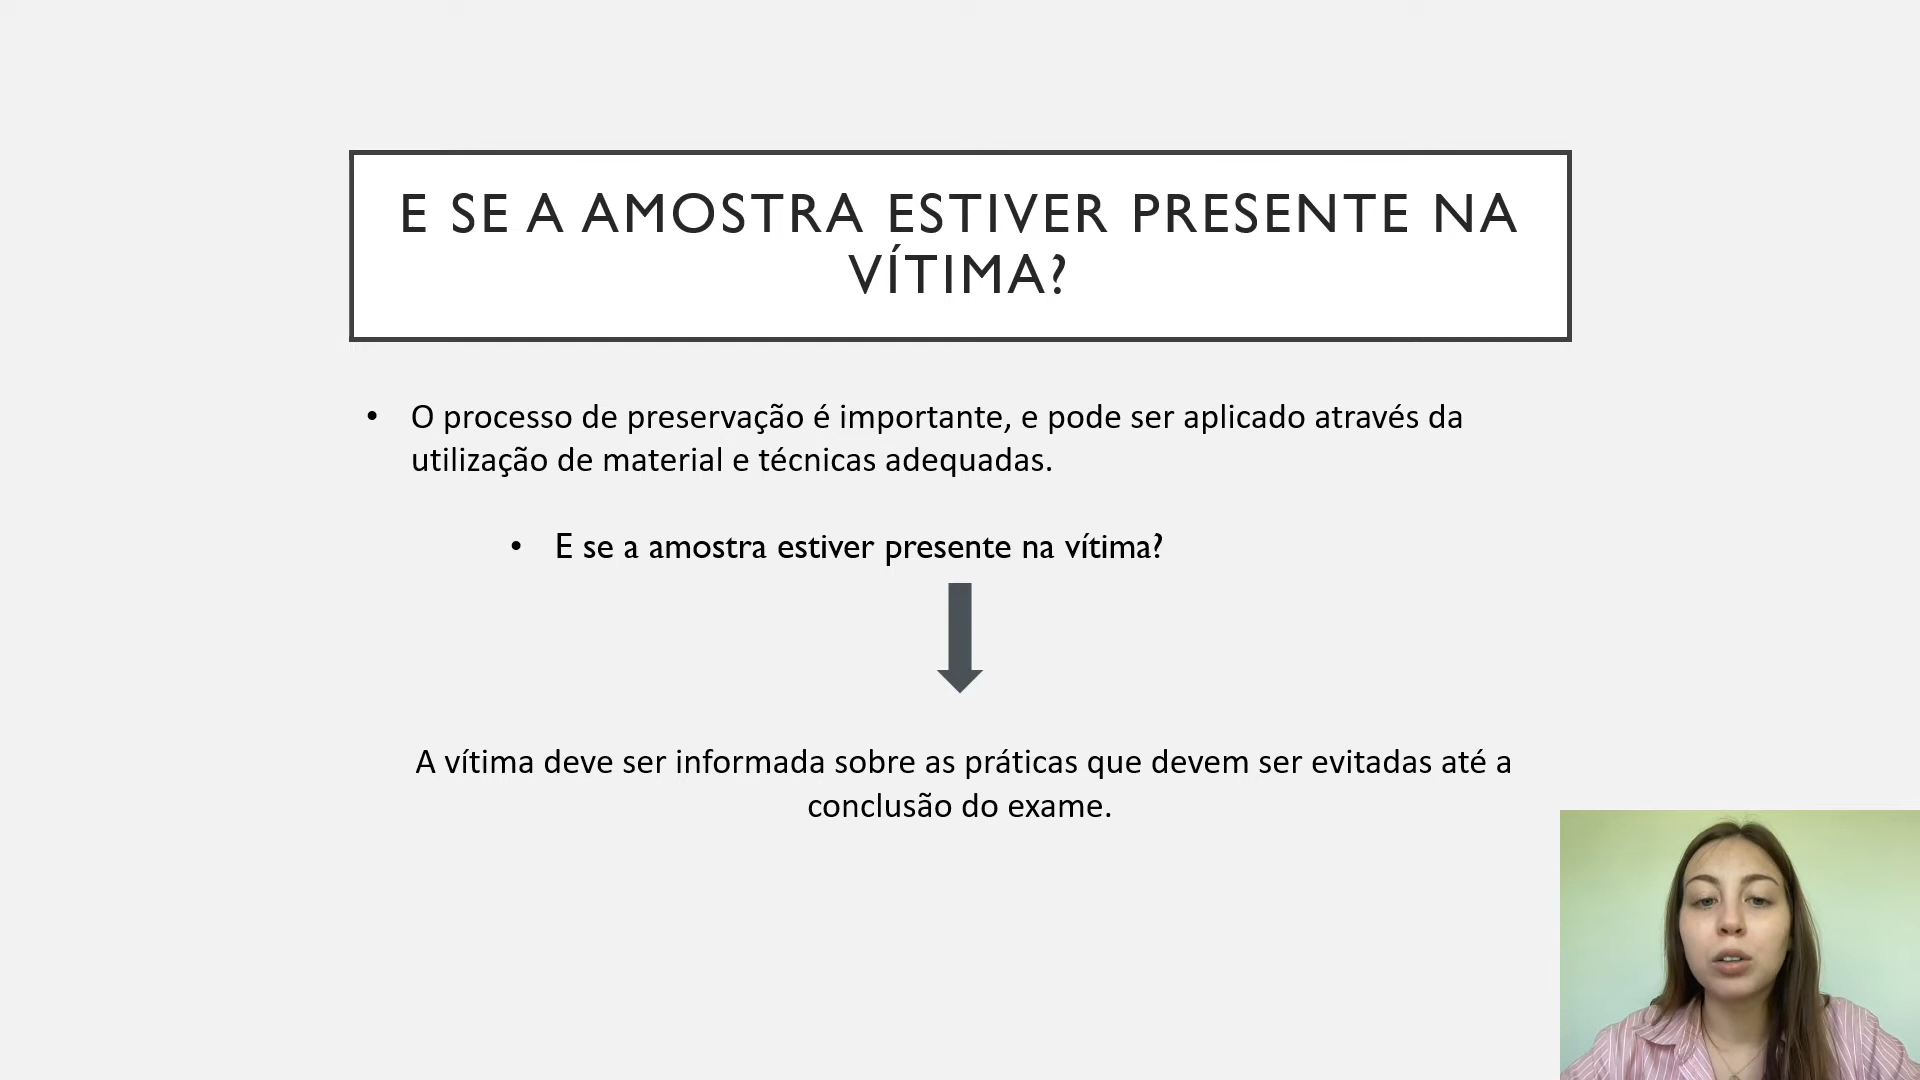 E SE A AMOSTRA ESTIVER PRESENTE NA
VÍTIMA?
• O processo de preservação é importante, e pode ser aplicado através da
utilização de material e técnicas adequadas.
• E se a amostra estiver presente na vítima?
A vítima deve ser informada sobre as práticas que devem ser evitadas até a
conclusão do exame.